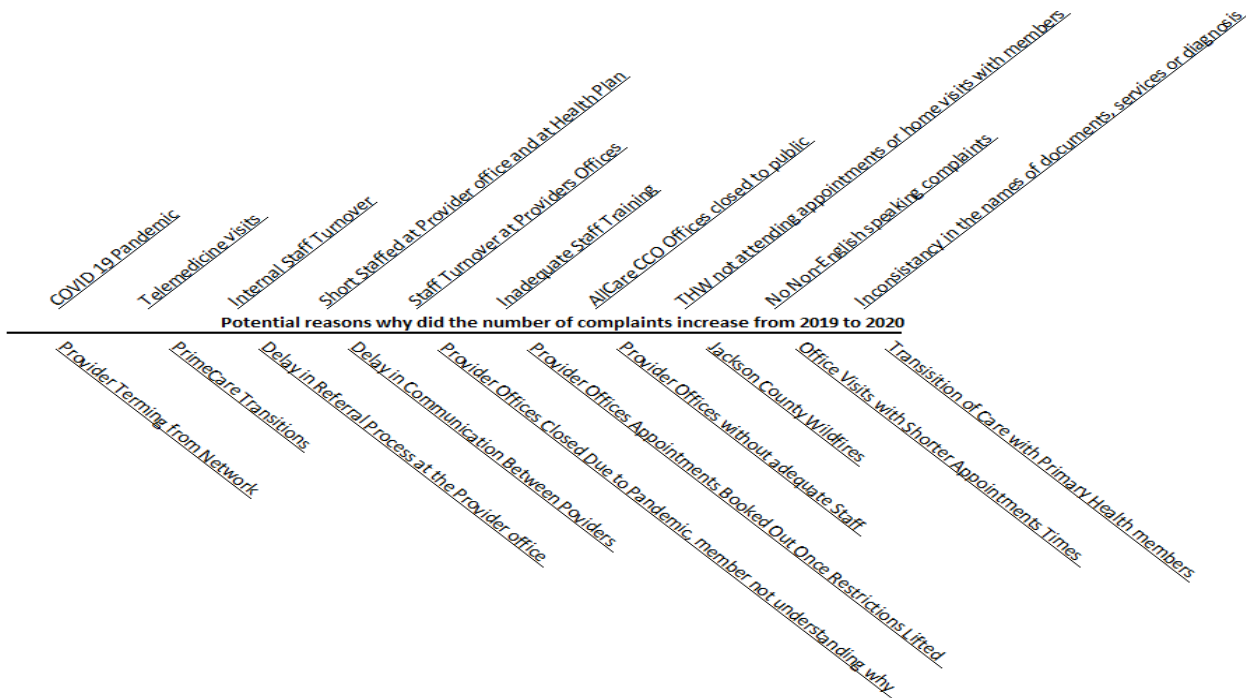 COVID 19 Pandemic
Telemedicine visits
Internal Staff Turnover
Short Staffed at Provider office and at Health Plan
Staff Turnover at Providers Offices
Inadequate Staff Training
AllCare CCO Offices closed to public
THW not attending appointments or home visits with members
No Non-English speaking complaints
Inconsistancy in the names of documents, services or diagnosis
Potential reasons why did the number of complaints increase from 2019 to 2020
Provider Terming from Network
PrimeCare Transitions
Delay in Referral Process at the Provider office
Delay in Communication Between Poviders
Provider Offices Closed Due to Pandemic, member not understanding why
Provider Offices Appointments Booked Out Once Restrictions Lifted
Provider Offices without adequate Staff
Jackson County Wildfires
Office Visits with Shorter Appointments Times
Transisition of Care with Primary Health members